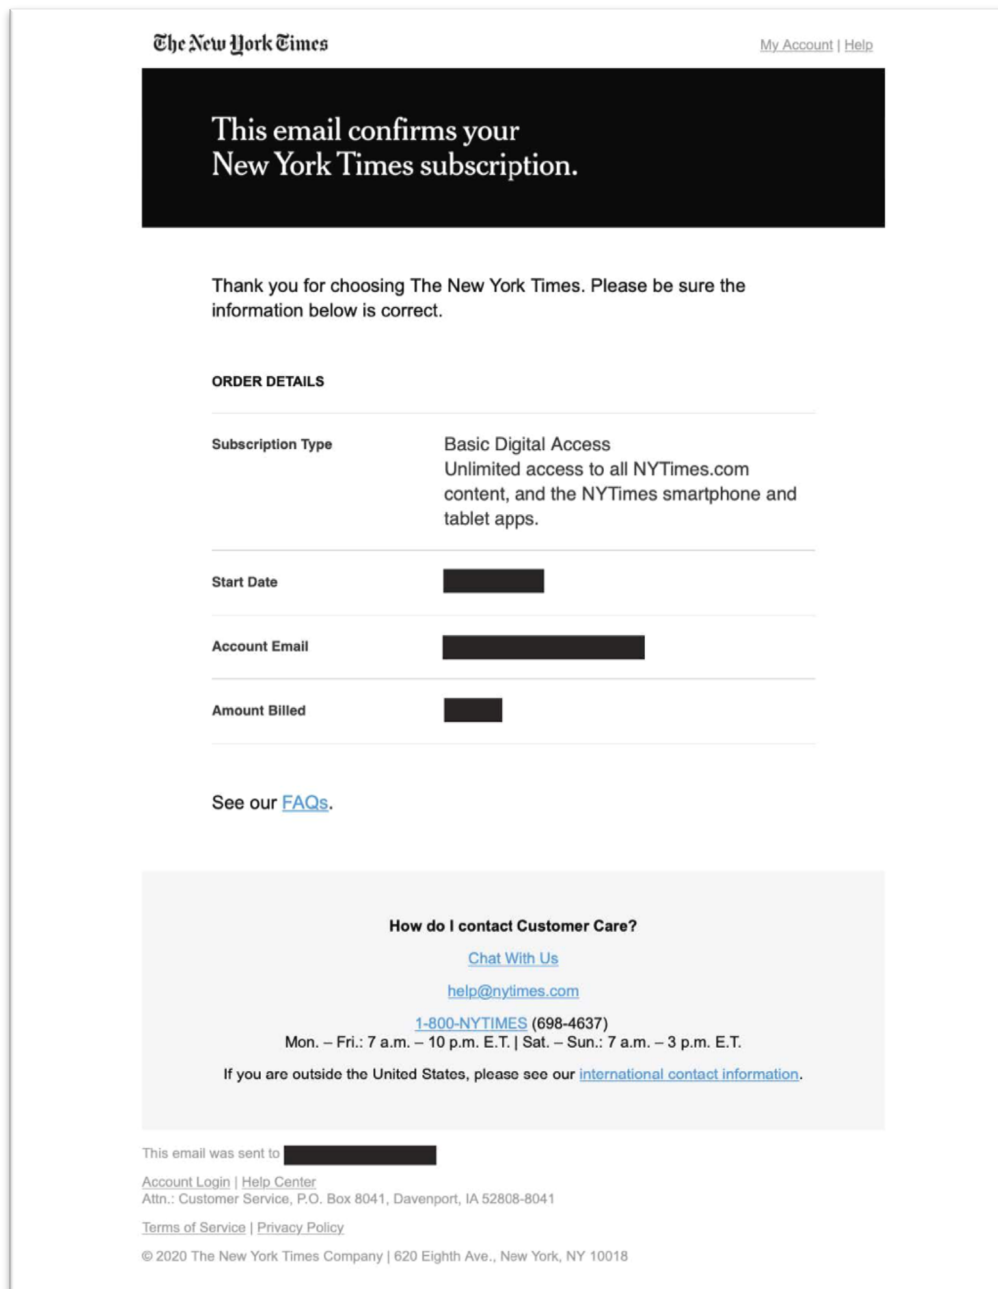 The New York Times
My Account | Help
This email confirms your
New York Times subscription.
Thank you for choosing The New York Times. Please be sure the
information below is correct.
ORDER DETAILS
Subscription Type
Basic Digital Access
Unlimited access to all NYTimes.com
content, and the NYTimes smartphone and
tablet apps.
Start Date
Account Email
Amount Billed
See our FAQs.
How do I contact Customer Care?
Chat With Us
help@nytimes.com
1-800-NYTIMES (698-4637)
Mon. – Fri.: 7 a.m. – 10 p.m. E.T. | Sat. – Sun.: 7 a.m. – 3 p.m. E.T.
If you are outside the United States, please see our international contact information.
This email was sent to
Account Login | Help Center
Attn.: Customer Service, P.O. Box 8041, Davenport, IA 52808-8041
Terms of Service | Privacy Policy
© 2020 The New York Times Company | 620 Eighth Ave., New York, NY 10018